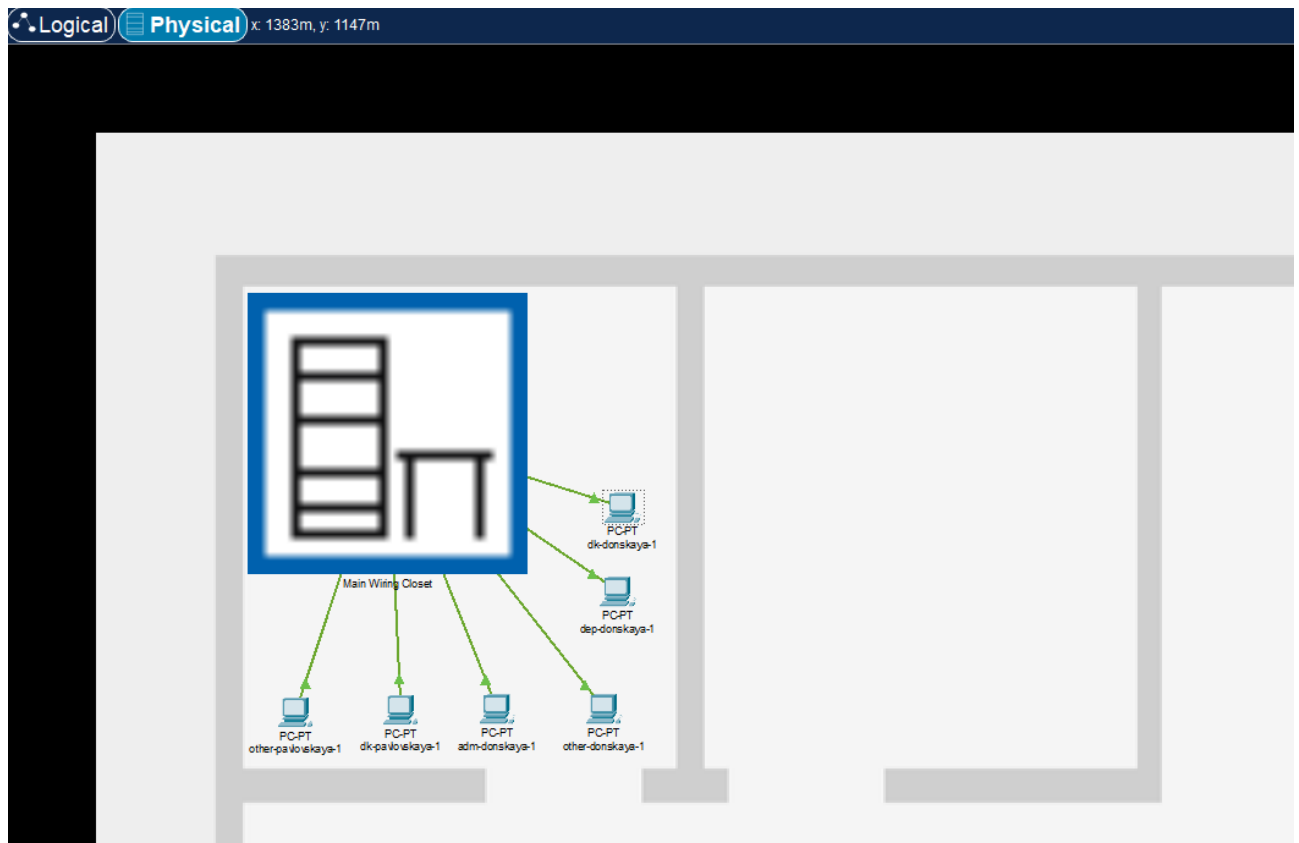 Logical Physical x: 1383m, y: 1147m
PC-PT
dk-donskaya-1
Main Wiring Closet
PC-PT
dep-donskaya-1
PC-PT
other-pavlovskaya-1
PC-PT
dk-pavlovskaya-1
PC-PT
adm-donskaya-1
PC-PT
other-donskaya-1